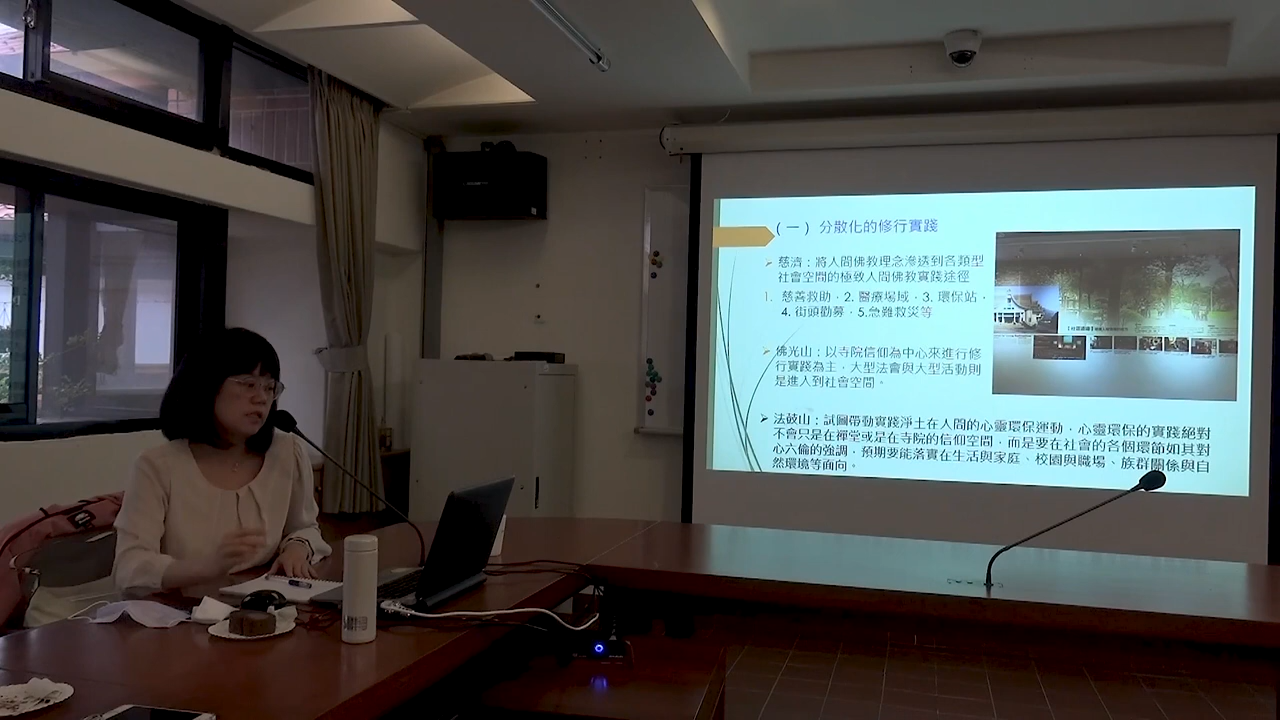 (一) 分散化的修行實踐
慈濟：將人間佛教理念滲透到各類型
社會空間的極致人間佛教實踐途徑
1. 慈善救助，2. 醫療場域，3. 環保站，
4. 街頭勸募，5.急難救災等
佛光山：以寺院信仰為中心來進行修
行實踐為主，大型法會與大型活動則
是進入到社會空間。
法鼓山：試圖帶動實踐淨土在人間的心靈環保運動，心靈環保的實踐絕對
不會只是在禪堂或是在寺院的信仰空間，而是要在社會的各個環節如其對
心六倫的強調，預期要能落實在生活與家庭、校園與職場、族群關係與自
然環境等面向。